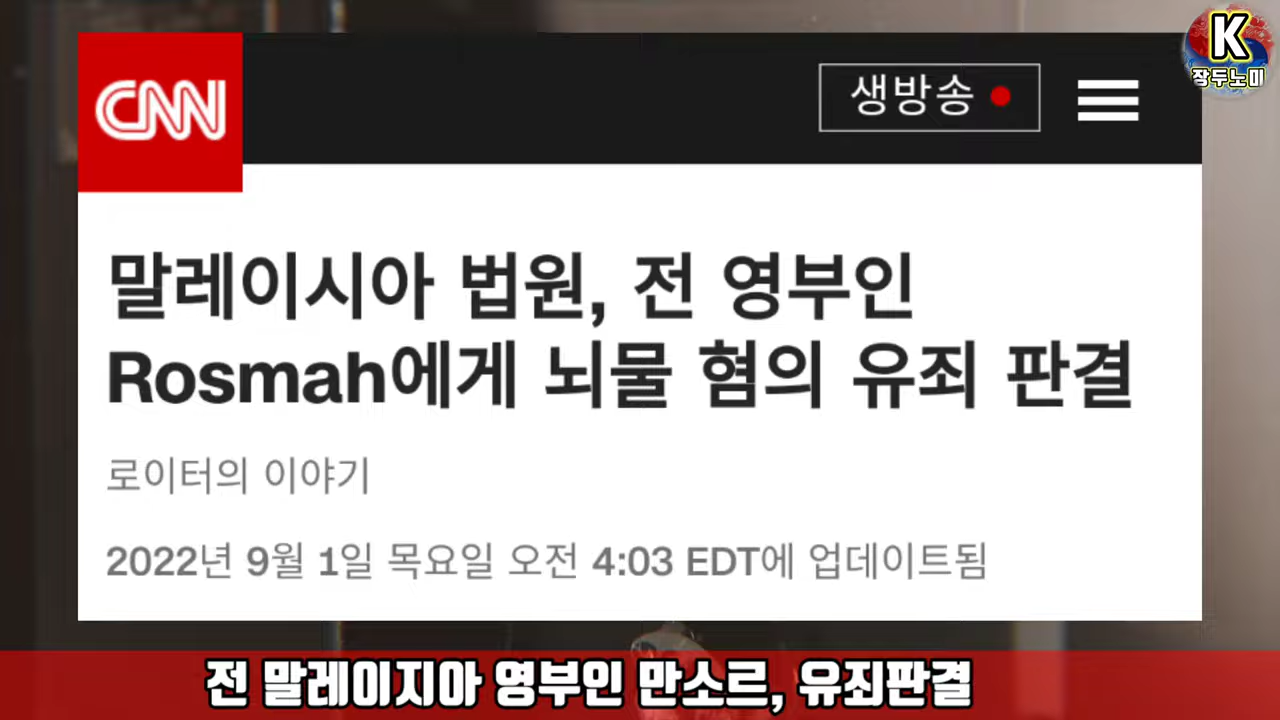 CNN
생방송
K
장두노미
말레이시아 법원, 전 영부인
Rosmah에게 뇌물 혐의 유죄 판결
로이터의 이야기
2022년 9월 1일 목요일 오전 4:03 EDT에 업데이트됨
전 말레이지아 영부인 만소르, 유죄판결